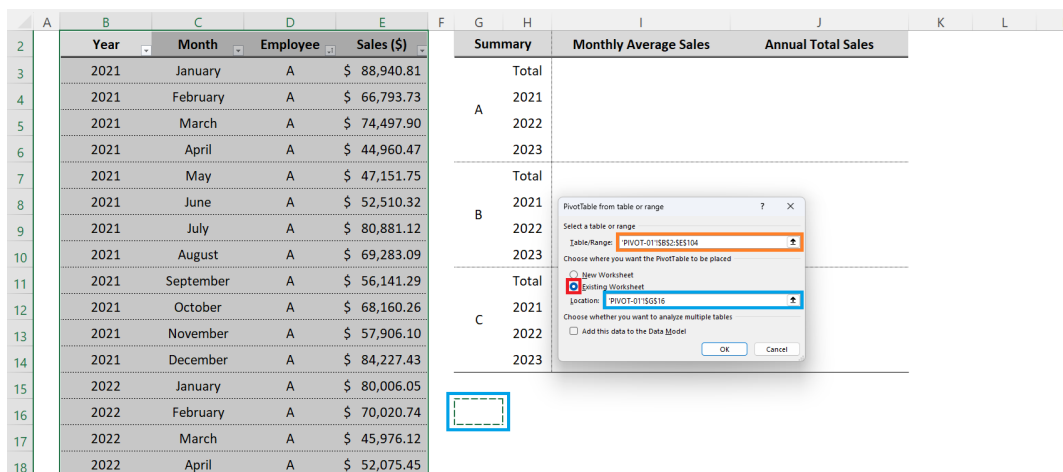 A B C D E F G H I J K L
2 Year Month Employee Sales ($) Summary Monthly Average Sales Annual Total Sales
3 2021 January A $ 88,940.81 Total
4 2021 February A $ 66,793.73 2021
A
5 2021 March A $ 74,497.90 2022
6 2021 April A $ 44,960.47 2023
7 2021 May A $ 47,151.75 Total
8 2021 June A $ 52,510.32 2021
B
9 2021 July A $ 80,881.12 2022
10 2021 August A $ 69,283.09 2023
11 2021 September A $ 56,141.29 Total
12 2021 October A $ 68,160.26 2021
C
13 2021 November A $ 57,906.10 2022
14 2021 December A $ 84,227.43 2023
15 2022 January A $ 80,006.05
16 2022 February A $ 70,020.74
17 2022 March A $ 45,976.12
18 2022 April A $ 52,075.45
PivotTable from table or range ? ×
Select a table or range
Table/Range: 'PIVOT-01'!$B$2:$E$104
Choose where you want the PivotTable to be placed
New Worksheet
Existing Worksheet
Location: 'PIVOT-01'!$G$16
Choose whether you want to analyze multiple tables
Add this data to the Data Model
OK Cancel